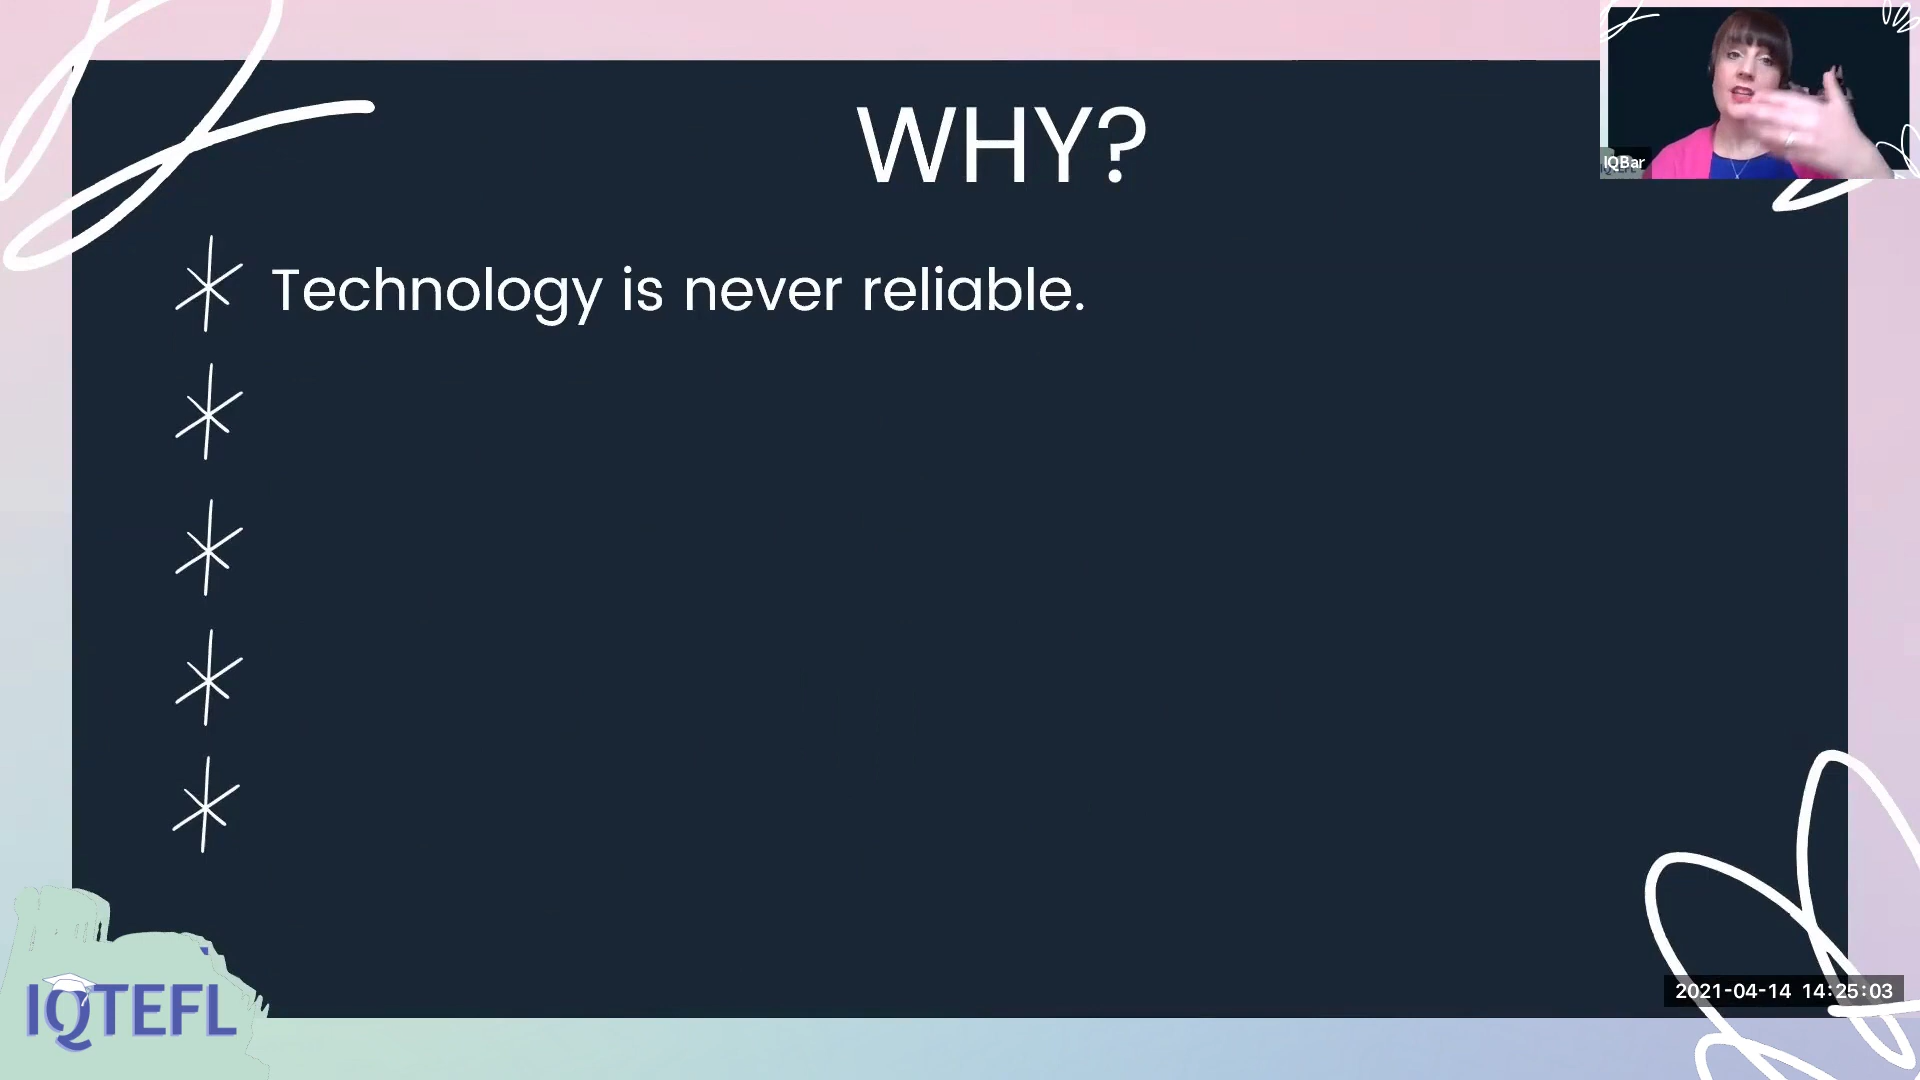 WHY?
IQBar
Technology is never reliable.
IQTEFL
2021-04-14 14:25:03